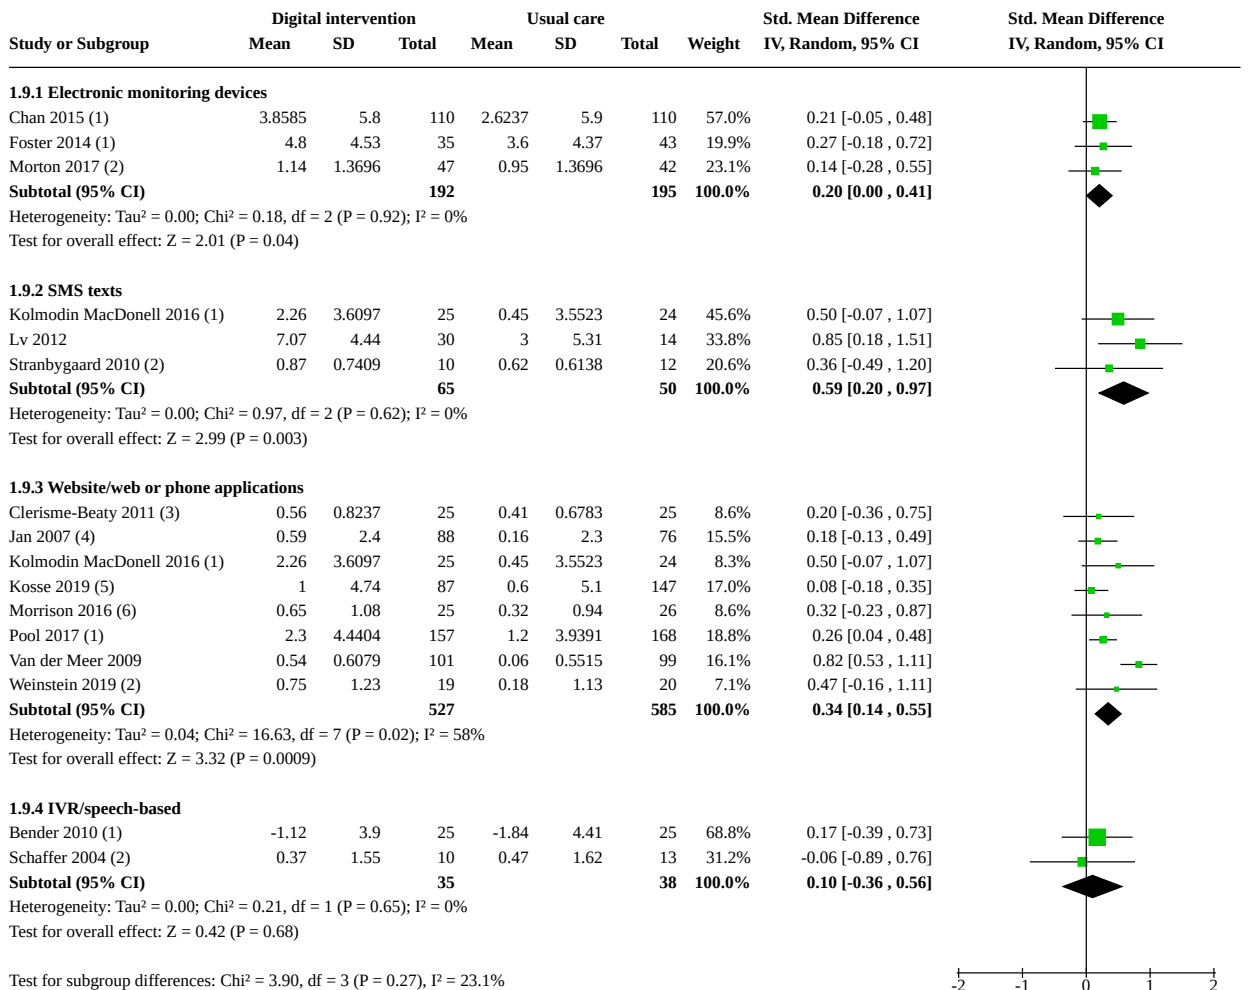 Digital intervention Usual care Std. Mean Difference Std. Mean Difference
Study or Subgroup Mean SD Total Mean SD Total Weight IV, Random, 95% CI IV, Random, 95% CI
1.9.1 Electronic monitoring devices
Chan 2015 (1) 3.8585 5.8 110 2.6237 5.9 110 57.0% 0.21 [-0.05 , 0.48]
Foster 2014 (1) 4.8 4.53 35 3.6 4.37 43 19.9% 0.27 [-0.18 , 0.72]
Morton 2017 (2) 1.14 1.3696 47 0.95 1.3696 42 23.1% 0.14 [-0.28 , 0.55]
Subtotal (95% CI) 192 195 100.0% 0.20 [0.00 , 0.41]
Heterogeneity: Tau² = 0.00; Chi² = 0.18, df = 2 (P = 0.92); I² = 0%
Test for overall effect: Z = 2.01 (P = 0.04)
1.9.2 SMS texts
Kolmodin MacDonell 2016 (1) 2.26 3.6097 25 0.45 3.5523 24 45.6% 0.50 [-0.07 , 1.07]
Lv 2012 7.07 4.44 30 3 5.31 14 33.8% 0.85 [0.18 , 1.51]
Stranbygaard 2010 (2) 0.87 0.7409 10 0.62 0.6138 12 20.6% 0.36 [-0.49 , 1.20]
Subtotal (95% CI) 65 50 100.0% 0.59 [0.20 , 0.97]
Heterogeneity: Tau² = 0.00; Chi² = 0.97, df = 2 (P = 0.62); I² = 0%
Test for overall effect: Z = 2.99 (P = 0.003)
1.9.3 Website/web or phone applications
Clerisme-Beaty 2011 (3) 0.56 0.8237 25 0.41 0.6783 25 8.6% 0.20 [-0.36 , 0.75]
Jan 2007 (4) 0.59 2.4 88 0.16 2.3 76 15.5% 0.18 [-0.13 , 0.49]
Kolmodin MacDonell 2016 (1) 2.26 3.6097 25 0.45 3.5523 24 8.3% 0.50 [-0.07 , 1.07]
Kosse 2019 (5) 1 4.74 87 0.6 5.1 147 17.0% 0.08 [-0.18 , 0.35]
Morrison 2016 (6) 0.65 1.08 25 0.32 0.94 26 8.6% 0.32 [-0.23 , 0.87]
Pool 2017 (1) 2.3 4.4404 157 1.2 3.9391 168 18.8% 0.26 [0.04 , 0.48]
Van der Meer 2009 0.54 0.6079 101 0.06 0.5515 99 16.1% 0.82 [0.53 , 1.11]
Weinstein 2019 (2) 0.75 1.23 19 0.18 1.13 20 7.1% 0.47 [-0.16 , 1.11]
Subtotal (95% CI) 527 585 100.0% 0.34 [0.14 , 0.55]
Heterogeneity: Tau² = 0.04; Chi² = 16.63, df = 7 (P = 0.02); I² = 58%
Test for overall effect: Z = 3.32 (P = 0.0009)
1.9.4 IVR/speech-based
Bender 2010 (1) -1.12 3.9 25 -1.84 4.41 25 68.8% 0.17 [-0.39 , 0.73]
Schaffer 2004 (2) 0.37 1.55 10 0.47 1.62 13 31.2% -0.06 [-0.89 , 0.76]
Subtotal (95% CI) 35 38 100.0% 0.10 [-0.36 , 0.56]
Heterogeneity: Tau² = 0.00; Chi² = 0.21, df = 1 (P = 0.65); I² = 0%
Test for overall effect: Z = 0.42 (P = 0.68)
Test for subgroup differences: Chi² = 3.90, df = 3 (P = 0.27), I² = 23.1%
-2 -1 0 1 2